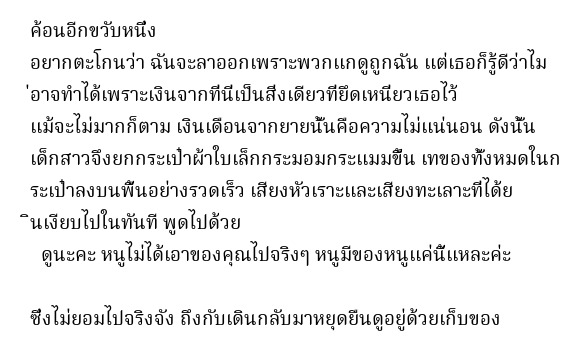 ค้อนอีกขวับหนึ่ง
อยากตะโกนว่า ฉันจะลาออกเพราะพวกแกดูถูกฉัน แต่เธอก็รู้ดีว่าไม
่อาจทำได้เพราะเงินจากที่นี่เป็นสิ่งเดียวที่ยึดเหนี่ยวเธอไว้
แม้จะไม่มากก็ตาม เงินเดือนจากยายนั้นคือความไม่แน่นอน ดังนั้น
เด็กสาวจึงยกกระเป๋าผ้าใบเล็กกระมอมกระแมมขึ้น เทของทั้งหมดในก
ระเป๋าลงบนพื้นอย่างรวดเร็ว เสียงหัวเราะและเสียงทะเลาะที่ได้ย
ินเงียบไปในทันที พูดไปด้วย
ดูนะคะ หนูไม่ได้เอาของคุณไปจริงๆ หนูมีของหนูแค่นี้แหละค่ะ
ซึ่งไม่ยอมไปจริงจัง ถึงกับเดินกลับมาหยุดยืนดูอยู่ด้วยเก็บของ